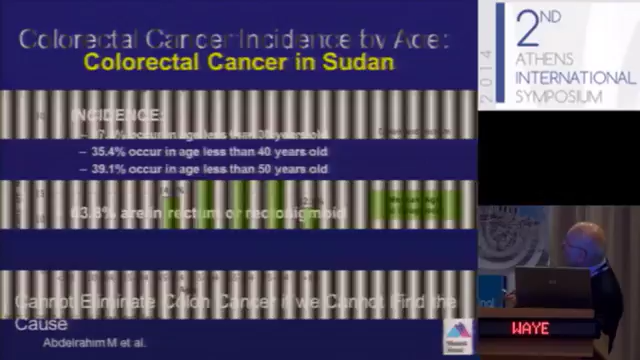 Colorectal Cancer Incidence by Age:
Colorectal Cancer in Sudan
INCIDENCE:
– 35.4% occur in age less than 40 years old
– 39.1% occur in age less than 50 years old
63.8% are in rectum or rectosigmoid
Cannot Eliminate Colon Cancer if we Cannot Find the
Cause
Abdelrahim M et al.
2014
2ND
ATHENS
INTERNATIONAL
SYMPOSIUM
WAYE